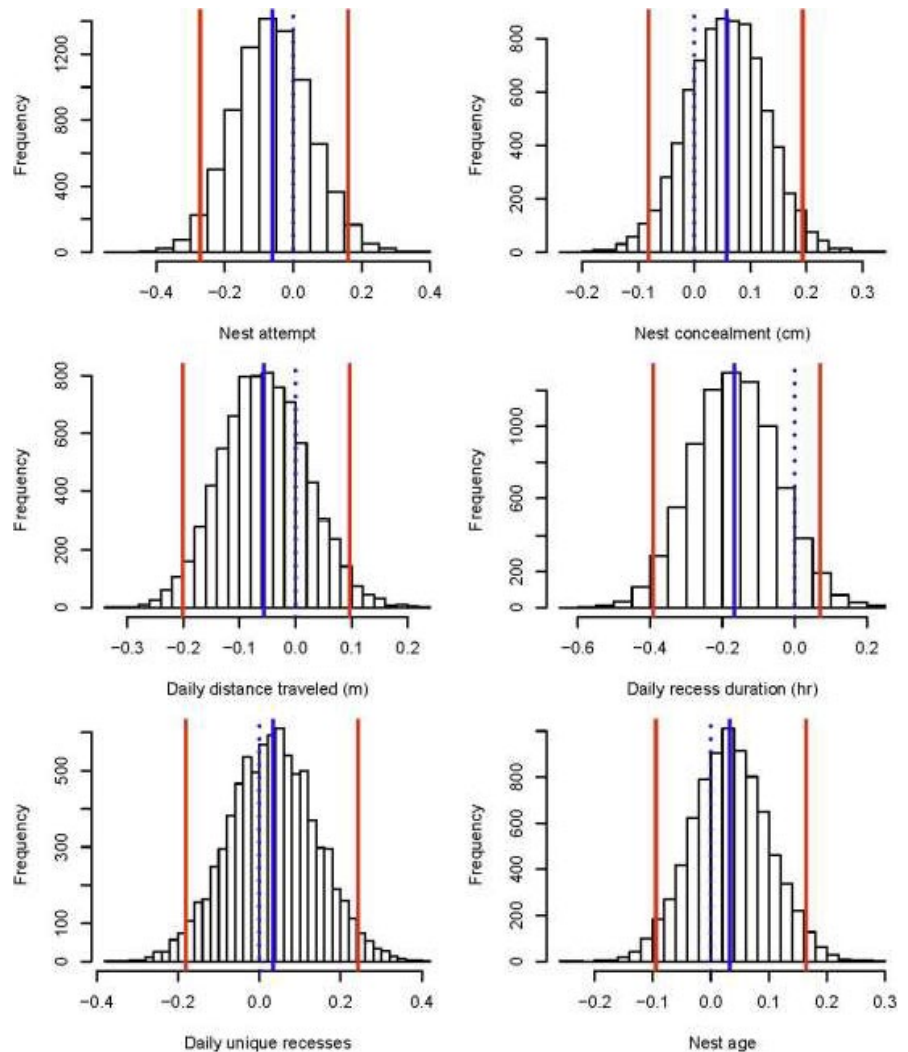 Frequency
0 400 800 1200
−0.4 −0.2 0.0 0.2 0.4
Nest attempt
Frequency
0 200 400 600 800
−0.2 −0.1 0.0 0.1 0.2 0.3
Nest concealment (cm)
Frequency
0 200 400 600 800
−0.3 −0.2 −0.1 0.0 0.1 0.2
Daily distance traveled (m)
Frequency
0 200 600 1000
−0.6 −0.4 −0.2 0.0 0.2
Daily recess duration (hr)
Frequency
0 100 300 500
−0.4 −0.2 0.0 0.2 0.4
Daily unique recesses
Frequency
0 200 400 600 800
−0.2 −0.1 0.0 0.1 0.2 0.3
Nest age